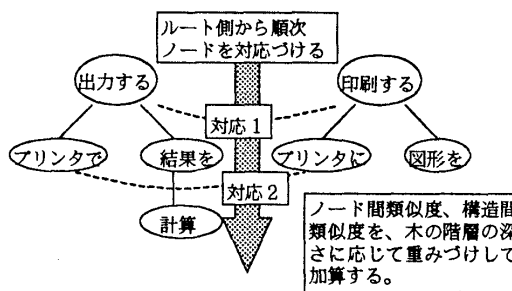 ルート側から順次
ノードを対応づける
出力する
印刷する
対応1
プリンタで
結果を
プリンタに
図形を
対応2
計算
ノード間類似度、構造間
類似度を、木の階層の深
さに応じて重みづけして
加算する。